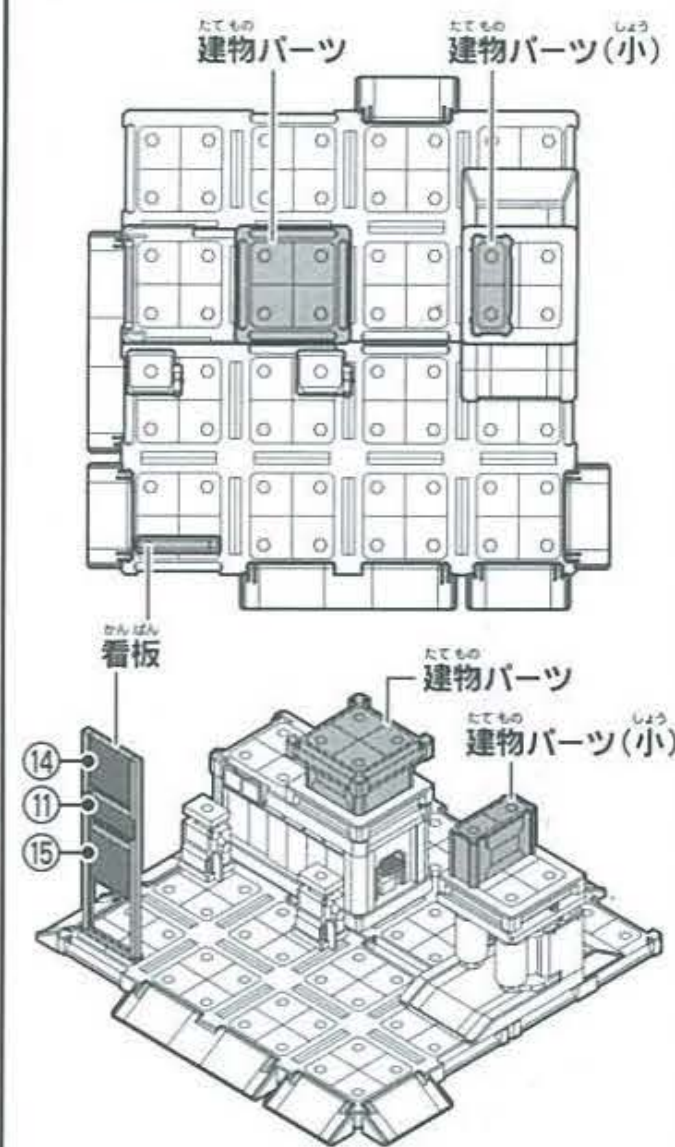 たてもの
建物パーツ
たてもの しょう
建物パーツ(小)
かんばん
看板
たてもの
建物パーツ
たてもの しょう
建物パーツ(小)
⑭
⑪
⑮